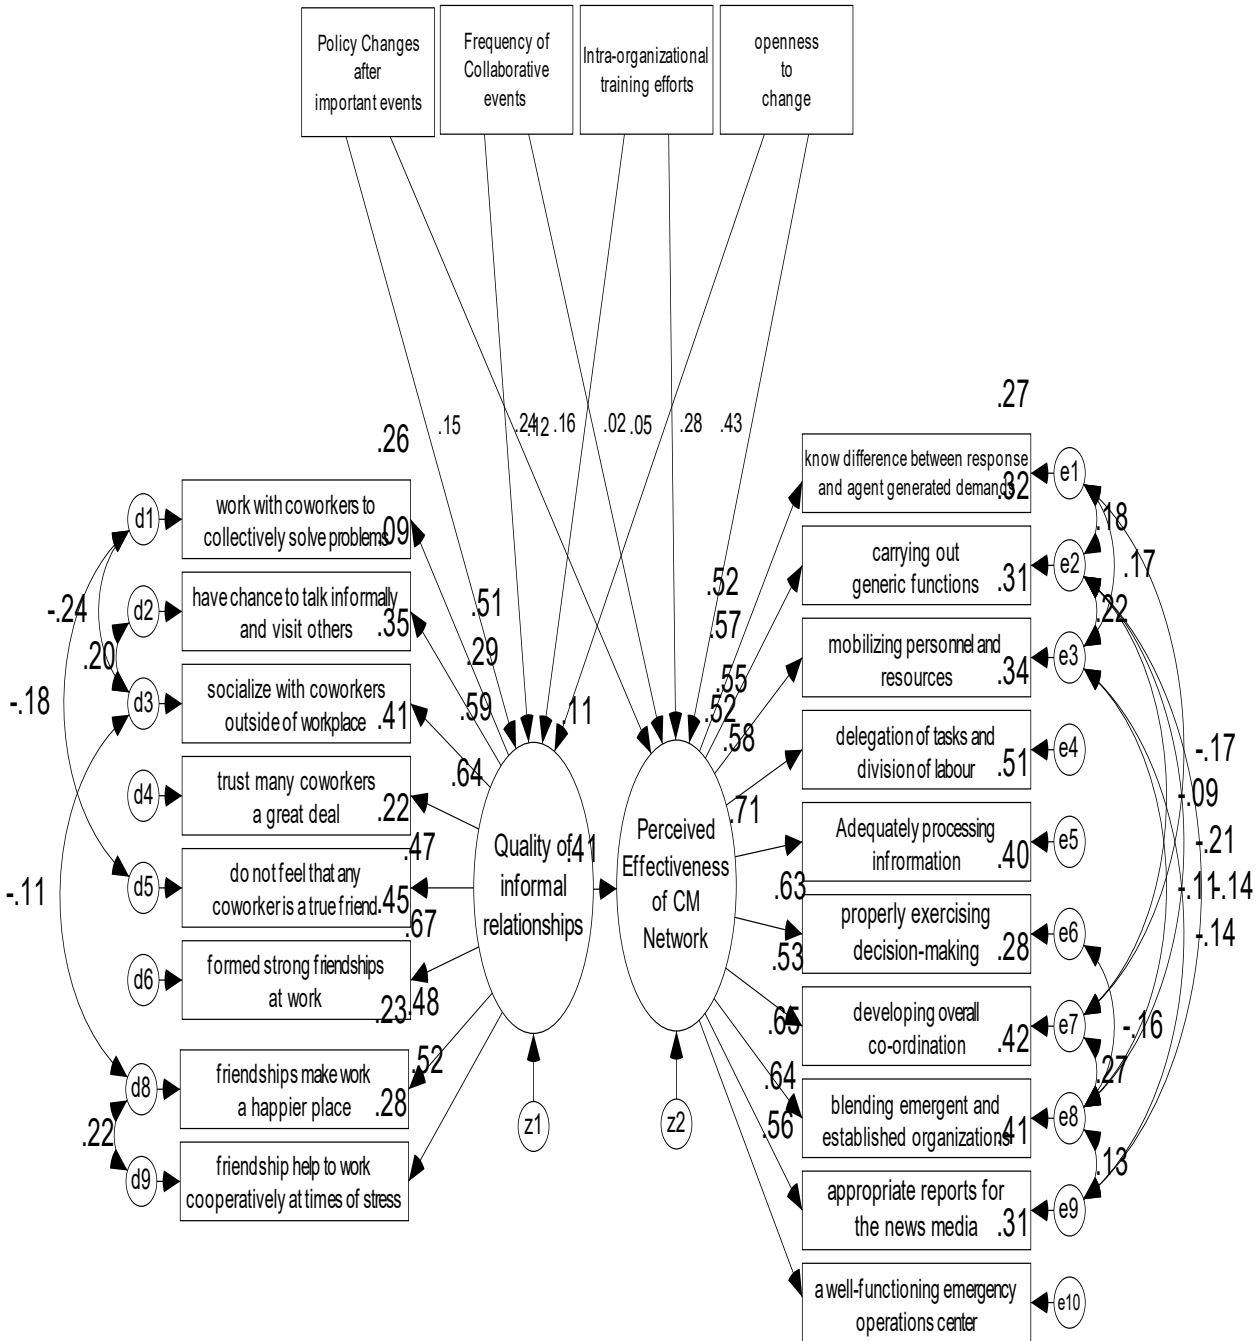 Policy Changes
after
important events
Frequency of
Collaborative
events
Intra-organizational
training efforts
openness
to
change
.27
.26
.15
.24
.12
.16
.02
.05
.28
.43
know difference between response
and agent generated demands
.32
e1
.18
work with coworkers to
collectively solve problems
.09
d1
carrying out
generic functions
.31
e2
.17
.52
.57
-.24
d2
have chance to talk informally
and visit others
.35
.51
.22
.20
.29
mobilizing personnel and
resources
.34
e3
.55
-.18
d3
socialize with coworkers
outside of workplace
.41
.59
.11
.52
.58
delegation of tasks and
division of labour
.51
e4
-.17
.64
d4
trust many coworkers
a great deal
.22
.71
-.09
Quality of
informal
relationships
.41
Perceived
Effectiveness
of CM
Network
Adequately processing
infrormation
.40
e5
-.21
.47
-.11
d5
do not feel that any
coworker is a true friend
.45
.63
-.11
-.14
.67
properly exercising
decision-making
.28
e6
-.14
.53
d6
formed strong friendships
at work
.23
.48
.65
developing overall
co-ordination
.42
e7
-.16
.52
.64
.27
d8
friendships make work
a happier place
.28
z1
z2
.56
blending emergent and
established organizations
.41
e8
.22
.13
d9
friendship help to work
cooperatively at times of stress
appropriate reports for
the news media
.31
e9
a well-functioning emergency
operations center
e10